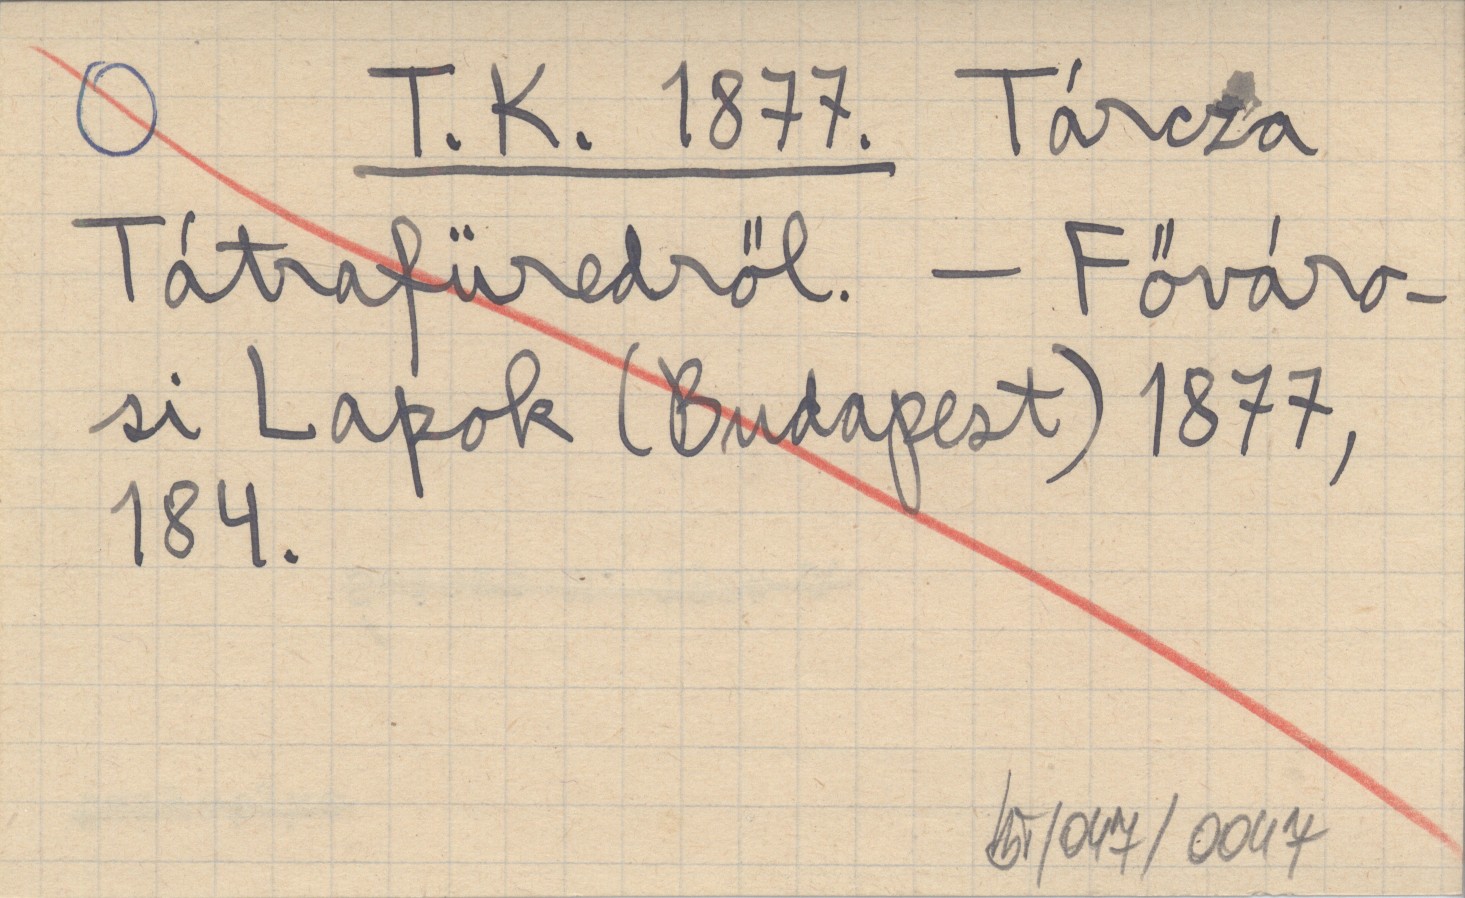 T.K. 1877. Tárcza
Tátrafüredről. — Főváro-
si Lapok (Budapest) 1877,
184.
/047/0047